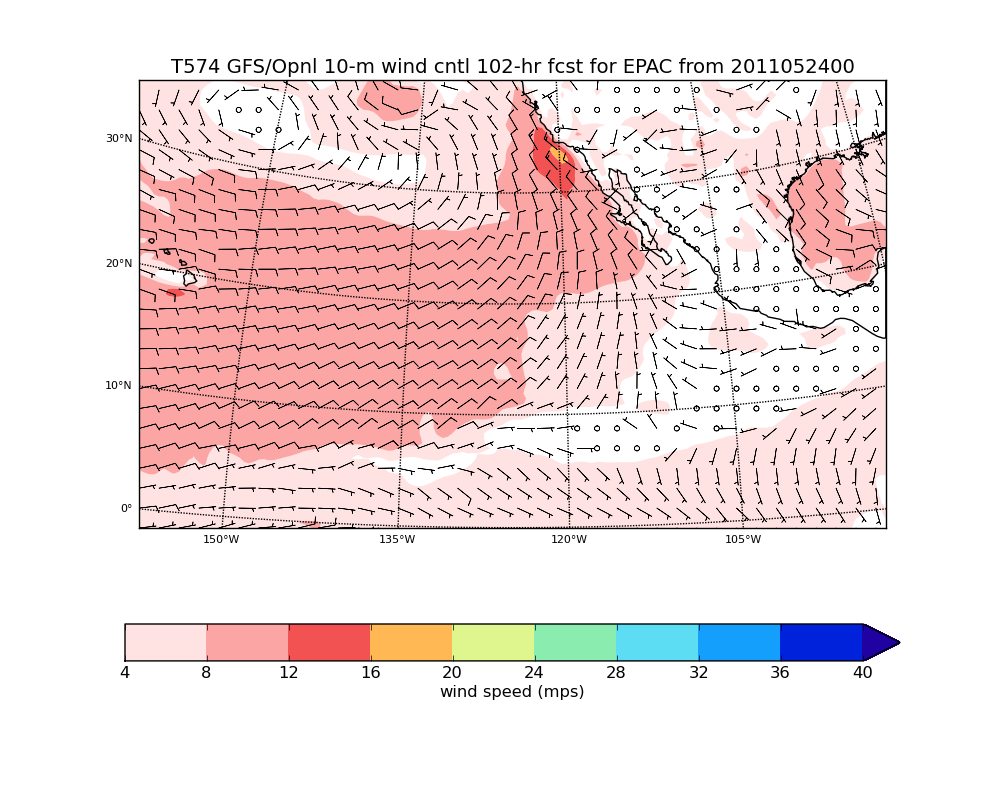 T574 GFS/Opnl 10-m wind cntl 102-hr fcst for EPAC from 2011052400
30°N
20°N
10°N
0°
150°W 135°W 120°W 105°W
4 8 12 16 20 24 28 32 36 40
wind speed (mps)